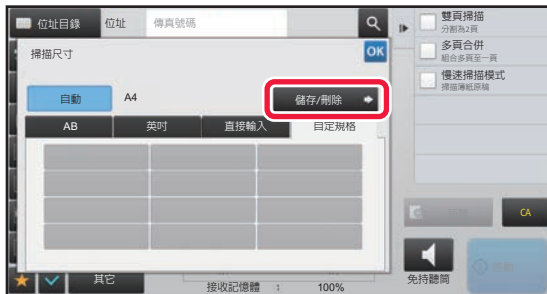 位址目錄 位址 傳真號碼
掃描尺寸 OK
自動 A4 儲存/刪除
AB 英吋 直接輸入 自定規格
雙頁掃描
分割為2頁
多頁合併
組合多頁至一頁
慢速掃描模式
掃描薄紙原稿
CA
免持聽筒
其它
接收記憶體 : 100%